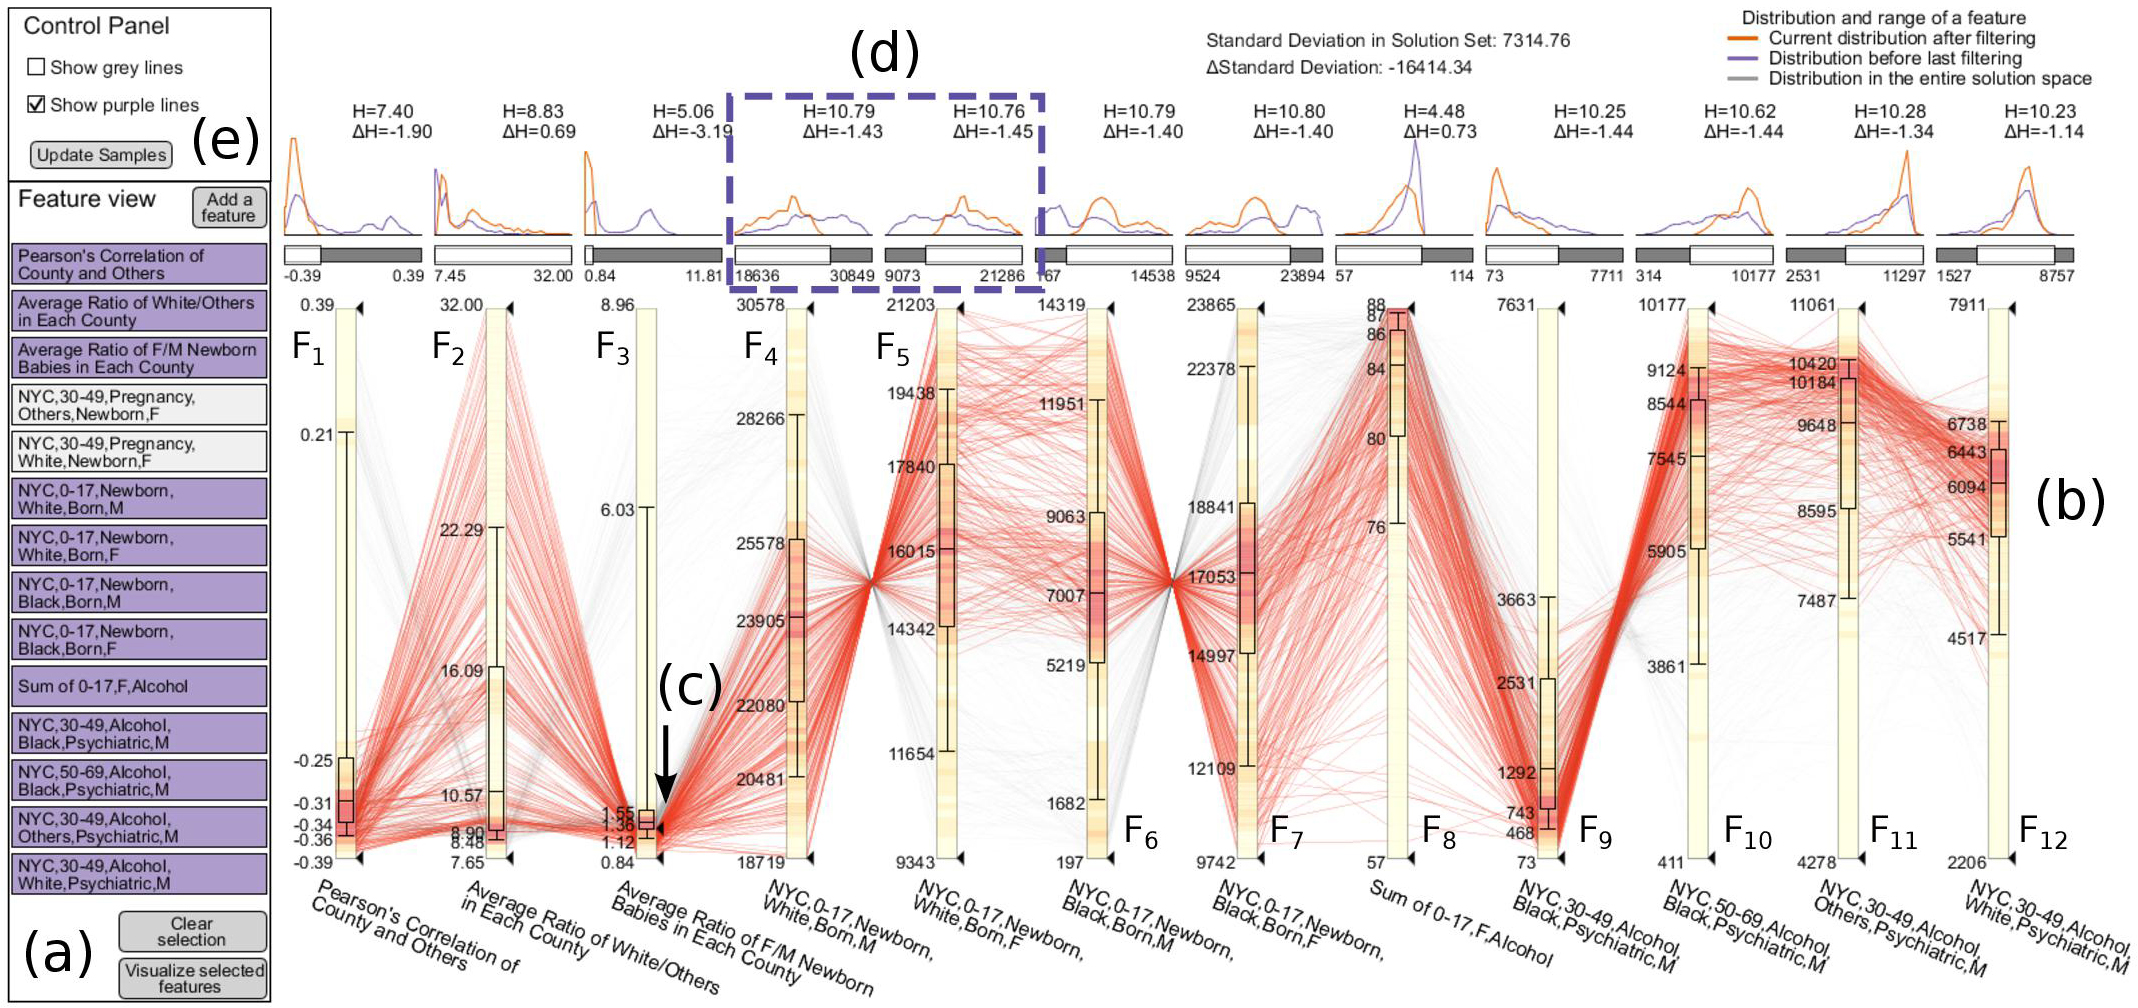 Control Panel
Show grey lines
Show purple lines
Update Samples
(e)
Feature view
Add a
feature
Pearson's Correlation of
County and Others
Average Ratio of White/Others
in Each County
Average Ratio of F/M Newborn
Babies in Each County
NYC,30-49,Pregnancy,
Others,Newborn,F
NYC,30-49,Pregnancy,
White,Newborn,F
NYC,0-17,Newborn,
White,Born,M
NYC,0-17,Newborn,
White,Born,F
NYC,0-17,Newborn,
Black,Born,M
NYC,0-17,Newborn,
Black,Born,F
Sum of 0-17,F,Alcohol
NYC,30-49,Alcohol,
Black,Psychiatric,M
NYC,50-69,Alcohol,
Black,Psychiatric,M
NYC,30-49,Alcohol,
Others,Psychiatric,M
NYC,30-49,Alcohol,
White,Psychiatric,M
(a)
Clear
selection
Visualize selected
features
(d)
Standard Deviation in Solution Set: 7314.76
ΔStandard Deviation: -16414.34
Distribution and range of a feature
Current distribution after filtering
Distribution before last filtering
Distribution in the entire solution space
H=7.40
ΔH=-1.90
H=8.83
ΔH=0.69
H=5.06
ΔH=-3.19
H=10.79
ΔH=-1.43
H=10.76
ΔH=-1.45
H=10.79
ΔH=-1.40
H=10.80
ΔH=-1.40
H=4.48
ΔH=0.73
H=10.25
ΔH=-1.44
H=10.62
ΔH=-1.44
H=10.28
ΔH=-1.34
H=10.23
ΔH=-1.14
-0.39 0.39
7.45 32.00
0.84 11.81
18636 30849
9073 21286
14538
9524 23894
57 114
73 7711
314 10177
2531 11297
1527 8757
0.39
F1
0.21
-0.25
-0.31
-0.34
-0.36
-0.39
32.00
F2
22.29
16.09
10.57
8.90
8.48
7.65
8.96
F3
6.03
(c)
1.55
1.36
1.12
0.84
30578
F4
28266
25578
23905
22080
20481
18719
21203
F5
19438
17840
16015
14342
11654
9343
14319
11951
9063
7007
5219
1682
F6
197
23865
22378
18841
17053
14997
12109
F7
9742
88
87
86
84
80
76
F8
57
7631
3663
2531
1292
743
468
F9
73
10177
9124
8544
7545
5905
3861
F10
411
11061
10420
10184
9648
8595
7487
F11
4278
7911
6738
6443
6094
5541
4517
F12
2206
(b)
Pearson's Correlation of
County and Others
Average Ratio of White/Others
in Each County
Average Ratio of F/M Newborn
Babies in Each County
NYC,0-17,Newborn,
White,Born,M
NYC,0-17,Newborn,
White,Born,F
NYC,0-17,Newborn,
Black,Born,M
NYC,0-17,Newborn,
Black,Born,F
Sum of 0-17,F,Alcohol
NYC,30-49,Alcohol,
Black,Psychiatric,M
NYC,50-69,Alcohol,
Black,Psychiatric,M
NYC,30-49,Alcohol,
Others,Psychiatric,M
NYC,30-49,Alcohol,
White,Psychiatric,M